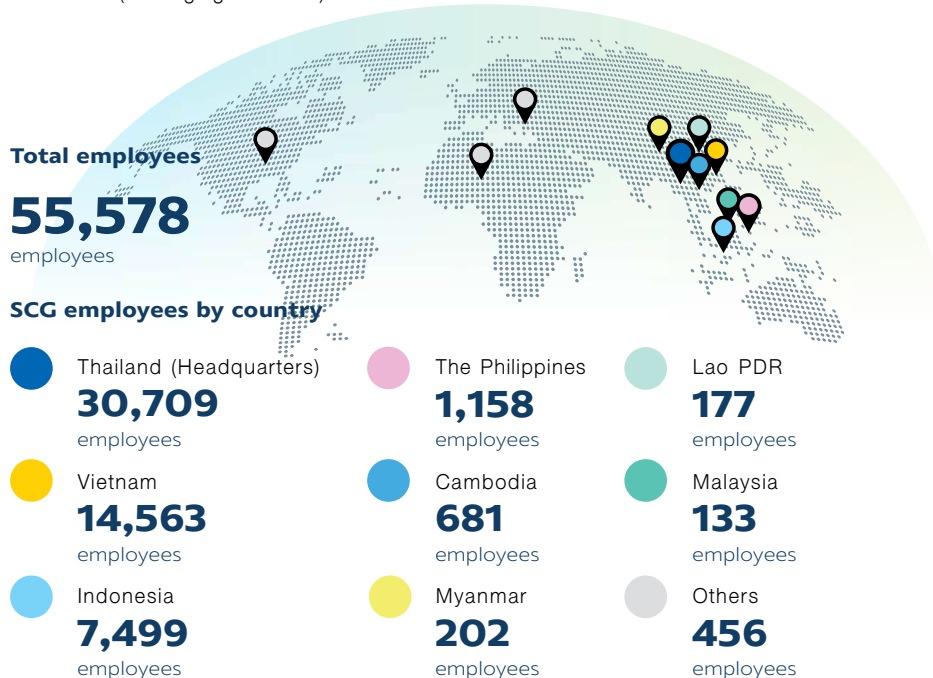 Total employees
55,578
employees
SCG employees by country
Thailand (Headquarters)
30,709
employees
The Philippines
1,158
employees
Lao PDR
177
employees
Vietnam
14,563
employees
Cambodia
681
employees
Malaysia
133
employees
Indonesia
7,499
employees
Myanmar
202
employees
Others
456
employees